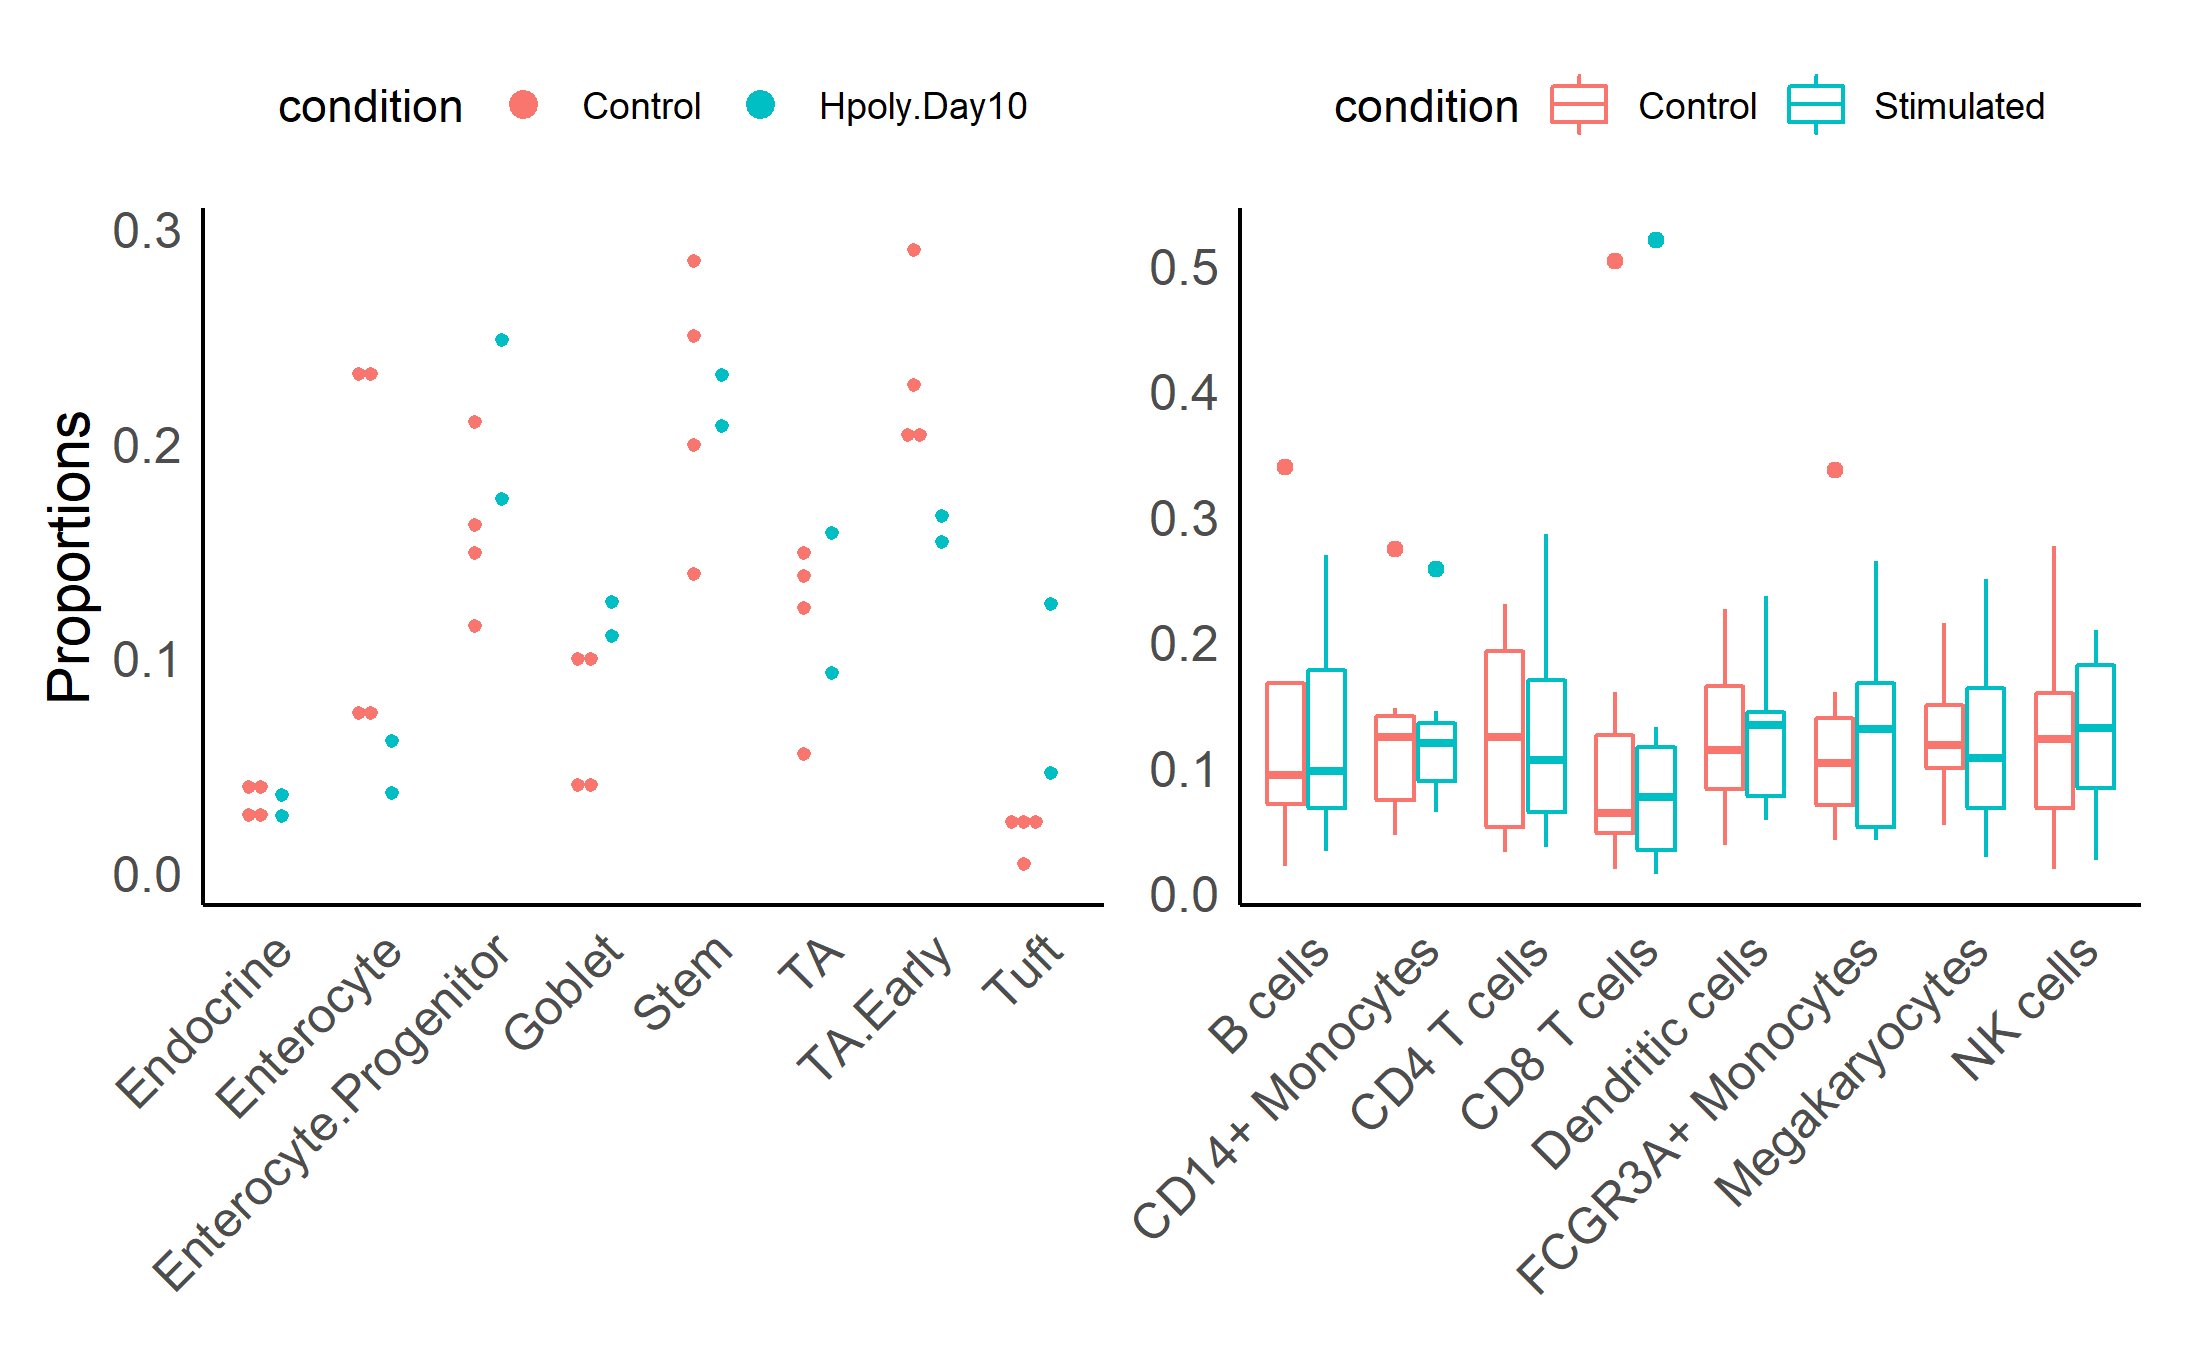 condition Control Hpoly.Day10
Proportions
0.3
0.2
0.1
0.0
Endocrine
Enterocyte
Enterocyte.Progenitor
Goblet
Stem
TA
TA.Early
Tuft
condition Control Stimulated
0.5
0.4
0.3
0.2
0.1
0.0
B cells
CD14+ Monocytes
CD4 T cells
CD8 T cells
Dendritic cells
FCGR3A+ Monocytes
Megakaryocytes
NK cells